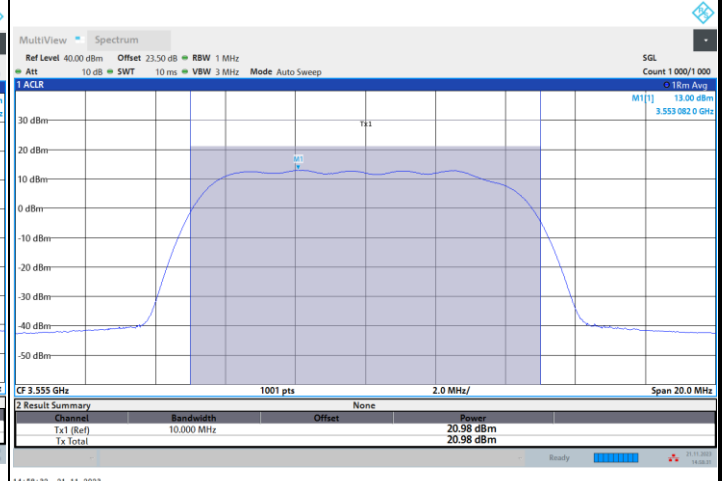 MultiView Spectrum
Ref Level 40.00 dBm Offset 23.50 dB RBW 1 MHz SGL
Att 10 dB SWT 10 ms VBW 3 MHz Mode Auto Sweep Count 1 000/1 000
1 ACLR 1Rm Avg
M1[1] 13.00 dBm
3.553 082 0 GHz
30 dBm
Tx1
20 dBm
M1
10 dBm
0 dBm
-10 dBm
-20 dBm
-30 dBm
-40 dBm
-50 dBm
CF 3.555 GHz 1001 pts 2.0 MHz/ Span 20.0 MHz
2 Result Summary None
Channel Bandwidth Offset Power
Tx1 (Ref) 10.000 MHz 20.98 dBm
Tx Total 20.98 dBm
Ready